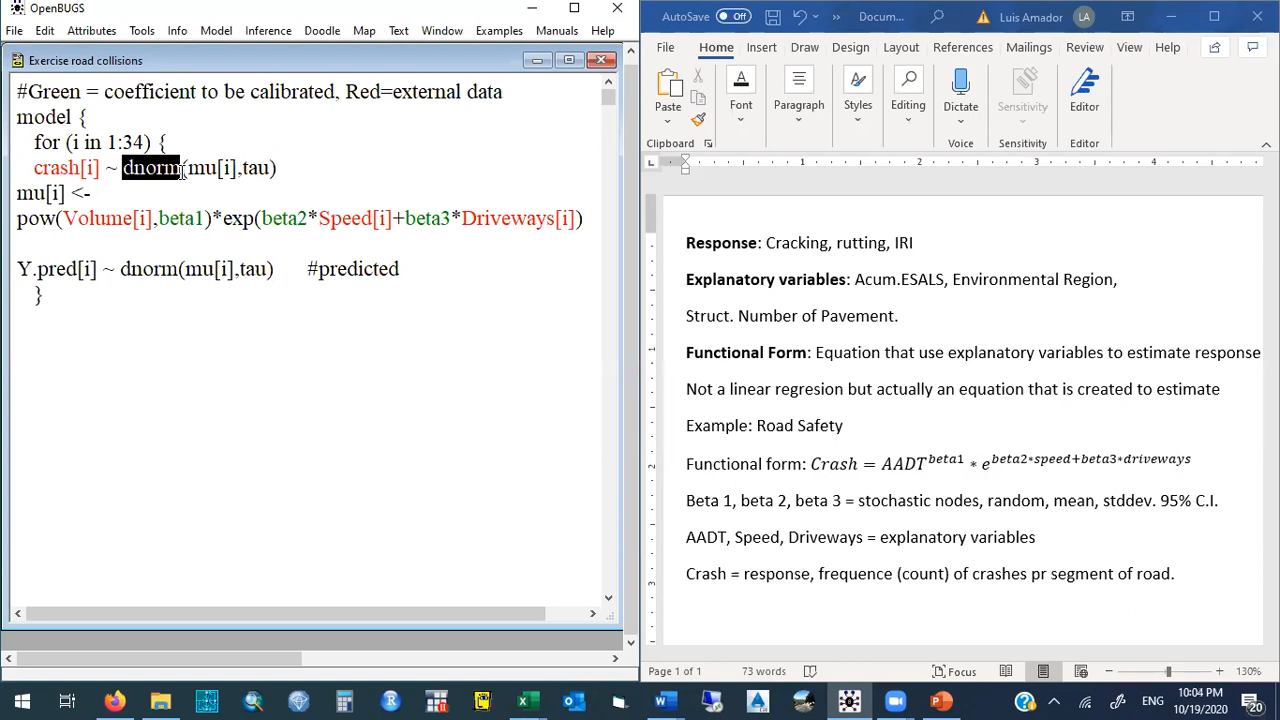 OpenBUGS
File Edit Attributes Tools Info Model Inference Doodle Map Text Window Examples Manuals
Exercise road collisions
#Green = coefficient to be calibrated, Red=external data
model {
for (i in 1:34) {
crash[i] ~ dnorm(mu[i],tau)
mu[i] <-
pow(Volume[i],beta1)*exp(beta2*Speed[i]+beta3*Driveways[i])
Y.pred[i] ~ dnorm(mu[i],tau) #predicted
}
AutoSave Off Docum... Luis Amador LA
File Home Insert Draw Design Layout References Mailings Review View Help
Paste Font Paragraph Styles Editing Dictate Sensitivity Editor
Clipboard Voice Sensitivity Editor
1 2 3 4
Response: Cracking, rutting, IRI
Explanatory variables: Acum.ESALS, Environmental Region,
Struct. Number of Pavement.
Functional Form: Equation that use explanatory variables to estimate response
Not a linear regresion but actually an equation that is created to estimate
Example: Road Safety
Functional form: Crash = AADT^beta1 * e^beta2*speed+beta3*driveways
Beta 1, beta 2, beta 3 = stochastic nodes, random, mean, stddev. 95% C.I.
AADT, Speed, Driveways = explanatory variables
Crash = response, frequence (count) of crashes pr segment of road.
1
2
3
Page 1 of 1 73 words Focus 130%
ENG
10:04 PM
10/19/2020
20